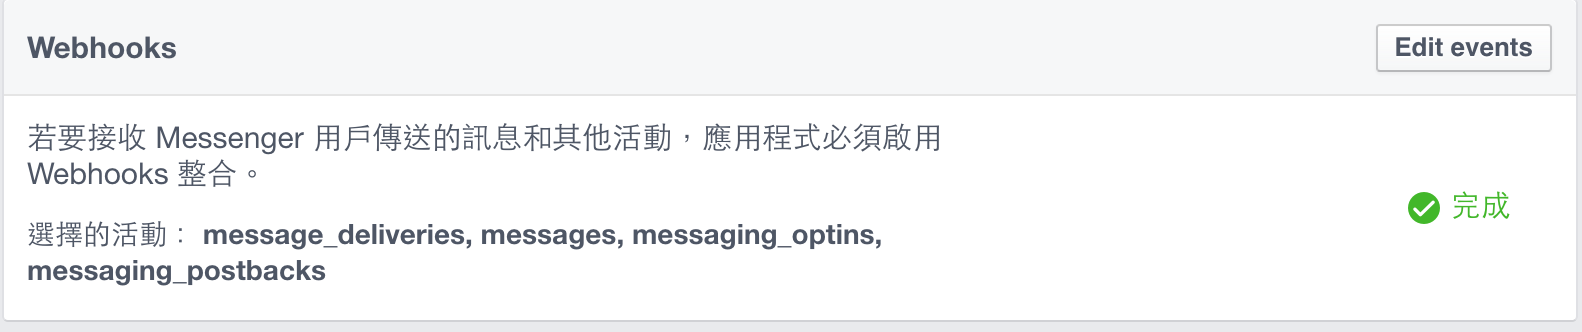 Webhooks
Edit events
若要接收 Messenger 用戶傳送的訊息和其他活動，應用程式必須啟用
Webhooks 整合。
選擇的活動： message_deliveries, messages, messaging_optins,
messaging_postbacks
完成